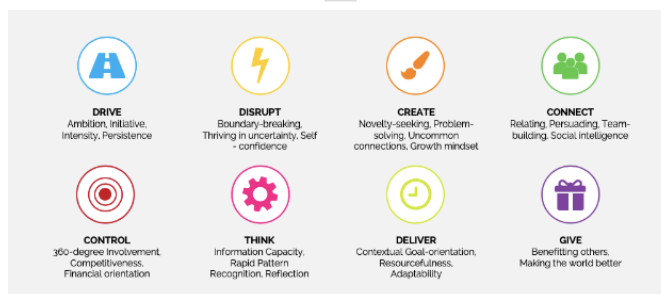 DRIVE
Ambition, Initiative,
Intensity, Persistence
DISRUPT
Boundary-breaking,
Thriving in uncertainty, Self
- confidence
CREATE
Novelty-seeking, Problem-
solving, Uncommon
connections, Growth mindset
CONNECT
Relating, Persuading, Team-
building, Social intelligence
CONTROL
360-degree Involvement,
Competitiveness,
Financial orientation
THINK
Information Capacity,
Rapid Pattern
Recognition, Reflection
DELIVER
Contextual Goal-orientation,
Resourcefulness,
Adaptability
GIVE
Benefitting others,
Making the world better